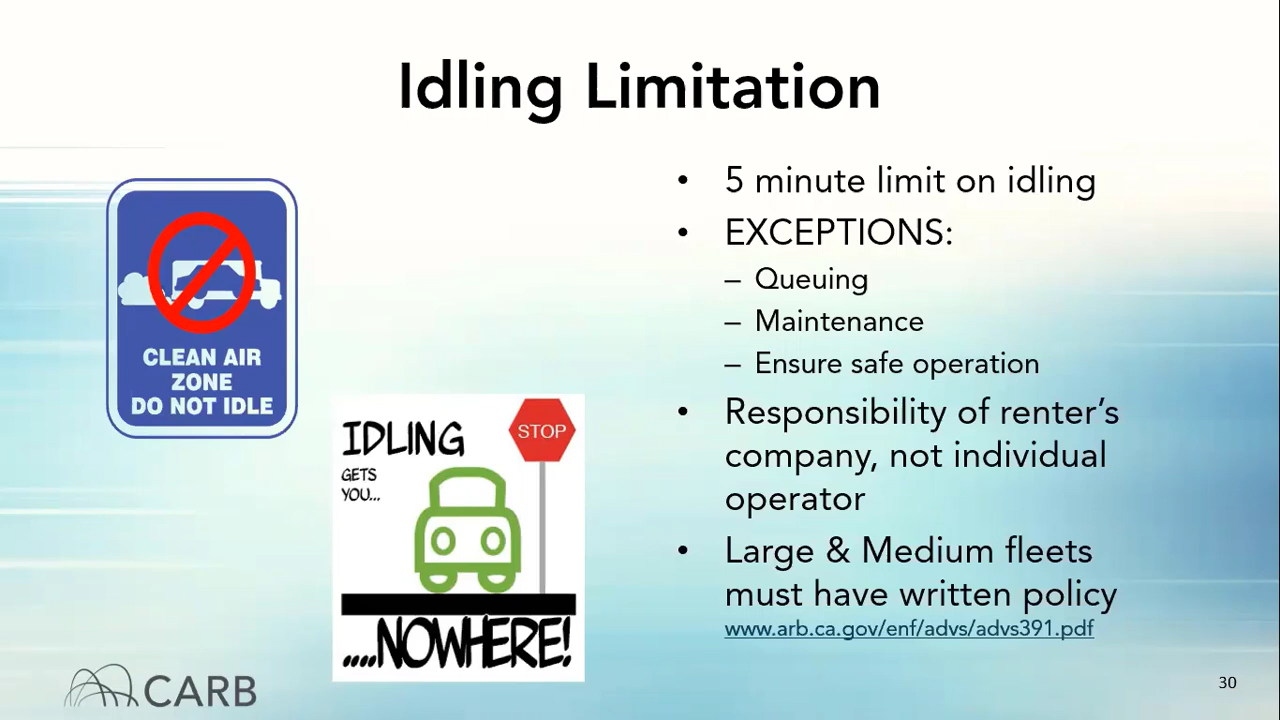 Idling Limitation
CLEAN AIR
ZONE
DO NOT IDLE
IDLING
GETS
YOU...
STOP
....NOWHERE!
• 5 minute limit on idling
• EXCEPTIONS:
– Queuing
– Maintenance
– Ensure safe operation
• Responsibility of renter’s
company, not individual
operator
• Large & Medium fleets
must have written policy
www.arb.ca.gov/enf/advs/advs391.pdf
CARB
30